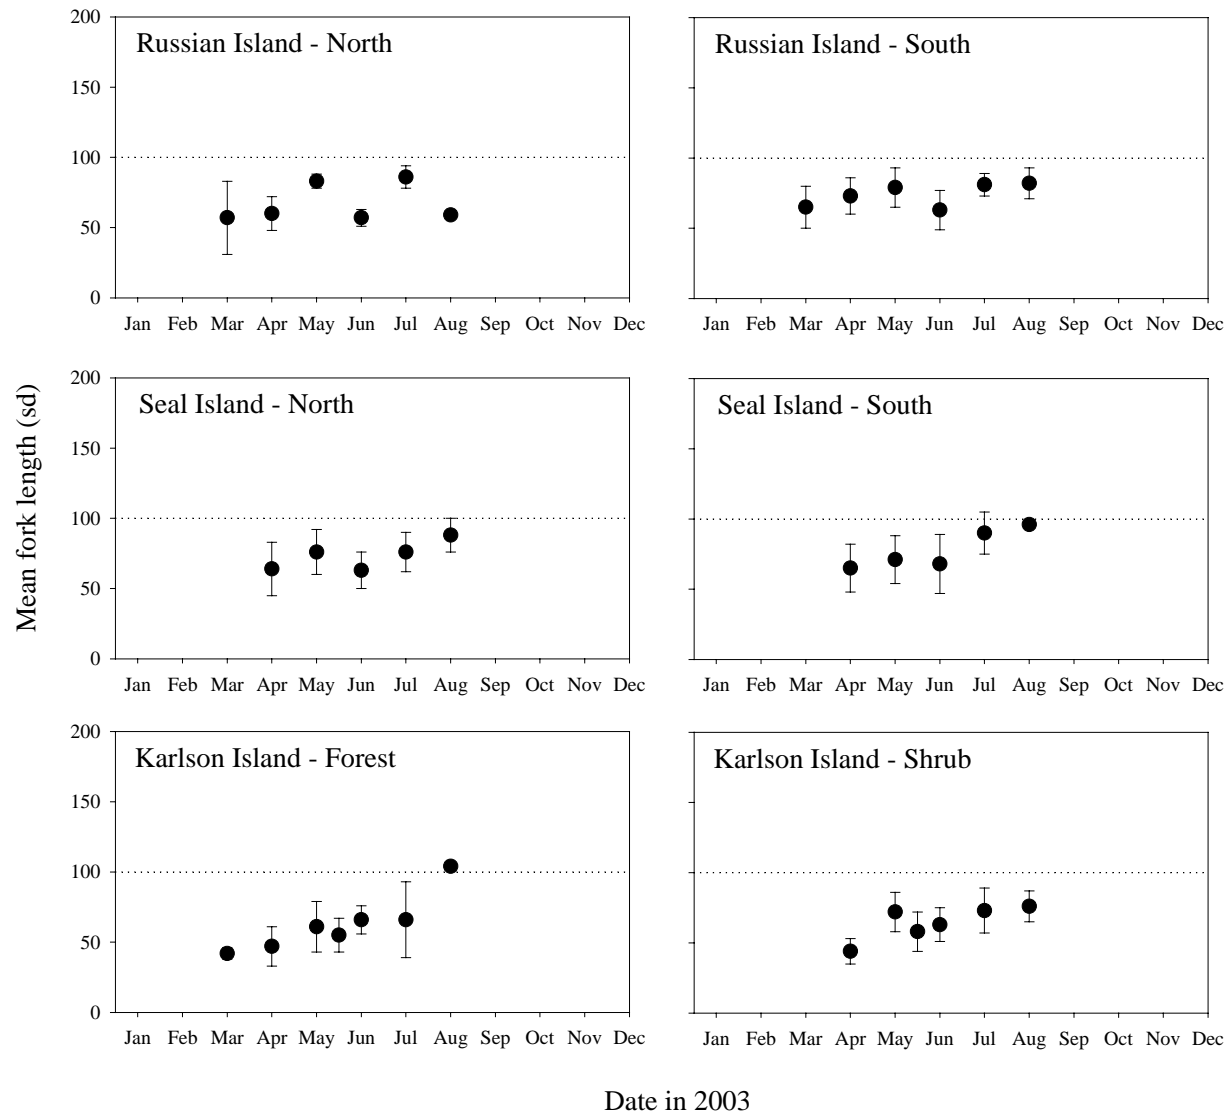 Russian Island - North
200
150
100
50
0
Jan Feb Mar Apr May Jun Jul Aug Sep Oct Nov Dec
Russian Island - South
Jan Feb Mar Apr May Jun Jul Aug Sep Oct Nov Dec
Mean fork length (sd)
Seal Island - North
200
150
100
50
0
Jan Feb Mar Apr May Jun Jul Aug Sep Oct Nov Dec
Seal Island - South
Jan Feb Mar Apr May Jun Jul Aug Sep Oct Nov Dec
Karlson Island - Forest
200
150
100
50
0
Jan Feb Mar Apr May Jun Jul Aug Sep Oct Nov Dec
Karlson Island - Shrub
Jan Feb Mar Apr May Jun Jul Aug Sep Oct Nov Dec
Date in 2003